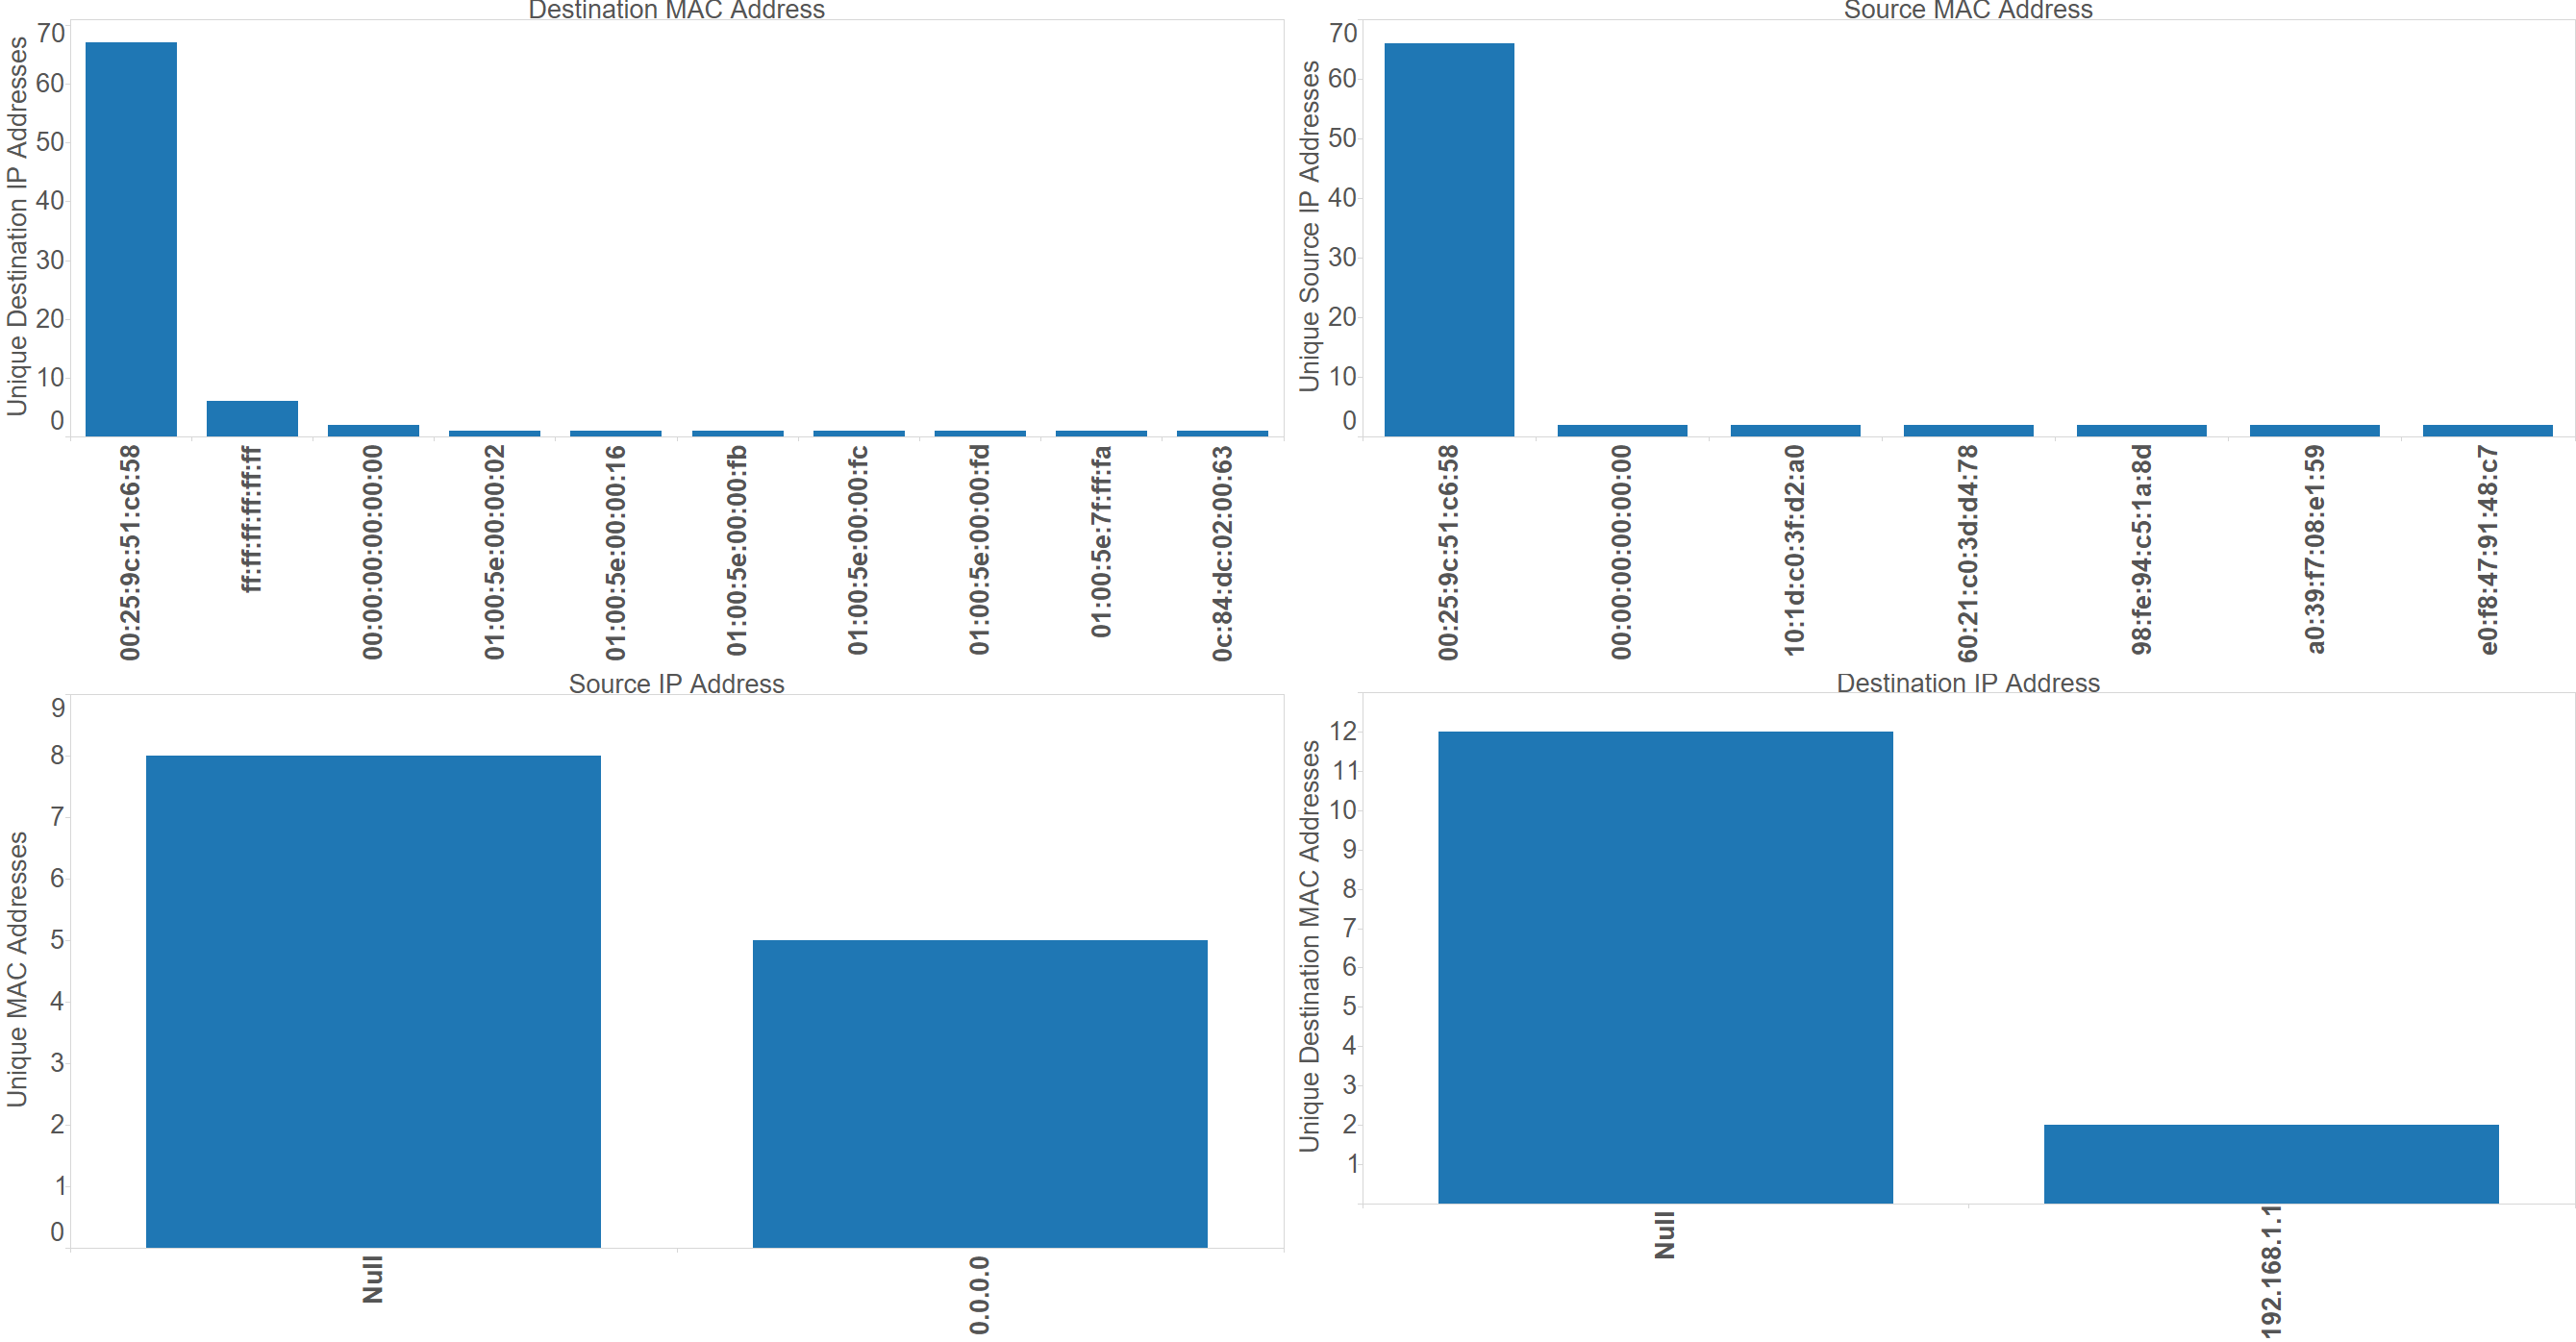 Destination MAC Address
Unique Destination IP Addresses
70
60
50
40
30
20
10
0
00:25:9c:51:c6:58
ff:ff:ff:ff:ff:ff
00:00:00:00:00:00
01:00:5e:00:00:02
01:00:5e:00:00:16
01:00:5e:00:00:fb
01:00:5e:00:00:fc
01:00:5e:00:00:fd
01:00:5e:7f:ff:fa
0c:84:dc:02:00:63
Source MAC Address
Unique Source IP Addresses
70
60
50
40
30
20
10
0
00:25:9c:51:c6:58
00:00:00:00:00:00
10:1d:c0:3f:d2:a0
60:21:c0:3d:d4:78
98:fe:94:c5:1a:8d
a0:39:f7:08:e1:59
e0:f8:47:91:48:c7
Source IP Address
Unique MAC Addresses
9
8
7
6
5
4
3
2
1
0
Null
0.0.0.0
Destination IP Address
Unique Destination MAC Addresses
12
11
10
9
8
7
6
5
4
3
2
1
Null
192.168.1.1